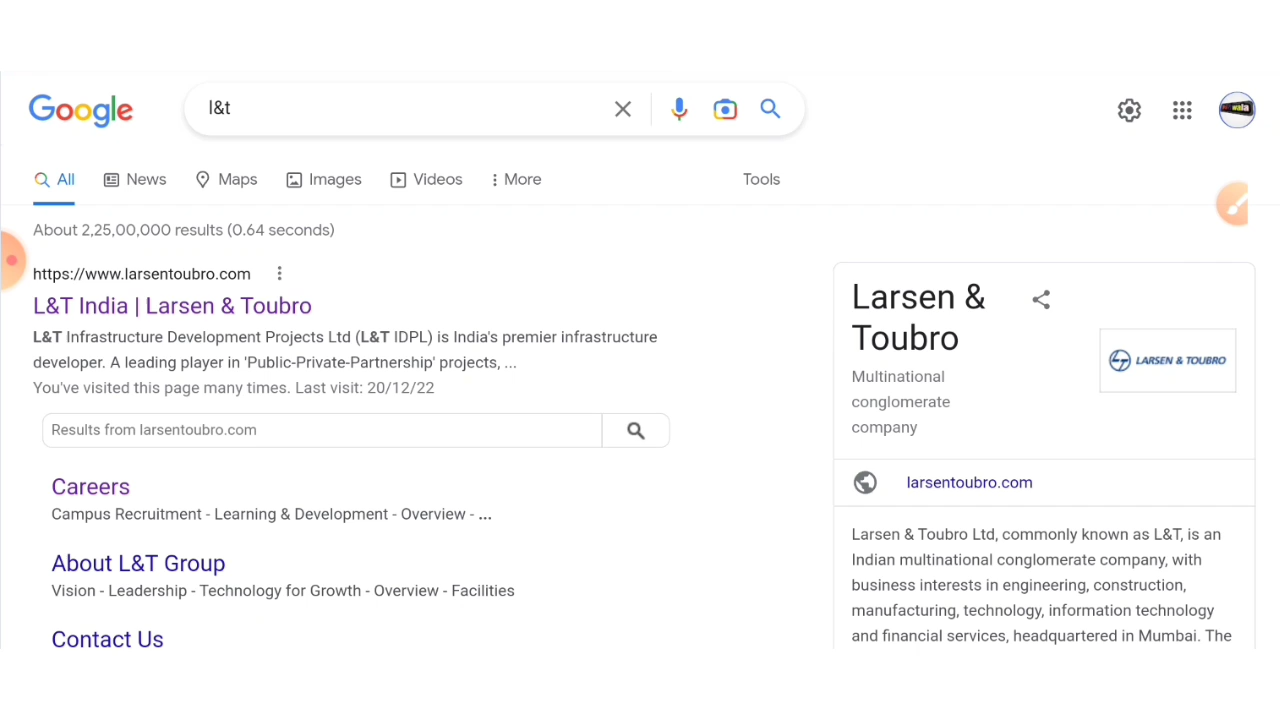 Google
l&t
All
News
Maps
Images
Videos
More
Tools
About 2,25,00,000 results (0.64 seconds)
https://www.larsentoubro.com
L&T India | Larsen & Toubro
L&T Infrastructure Development Projects Ltd (L&T IDPL) is India's premier infrastructure
developer. A leading player in 'Public-Private-Partnership' projects, ...
You've visited this page many times. Last visit: 20/12/22
Results from larsentoubro.com
Careers
Campus Recruitment - Learning & Development - Overview - ...
About L&T Group
Vision - Leadership - Technology for Growth - Overview - Facilities
Contact Us
Larsen &
Toubro
Multinational
conglomerate
company
LARSEN & TOUBRO
larsentoubro.com
Larsen & Toubro Ltd, commonly known as L&T, is an
Indian multinational conglomerate company, with
business interests in engineering, construction,
manufacturing, technology, information technology
and financial services, headquartered in Mumbai. The